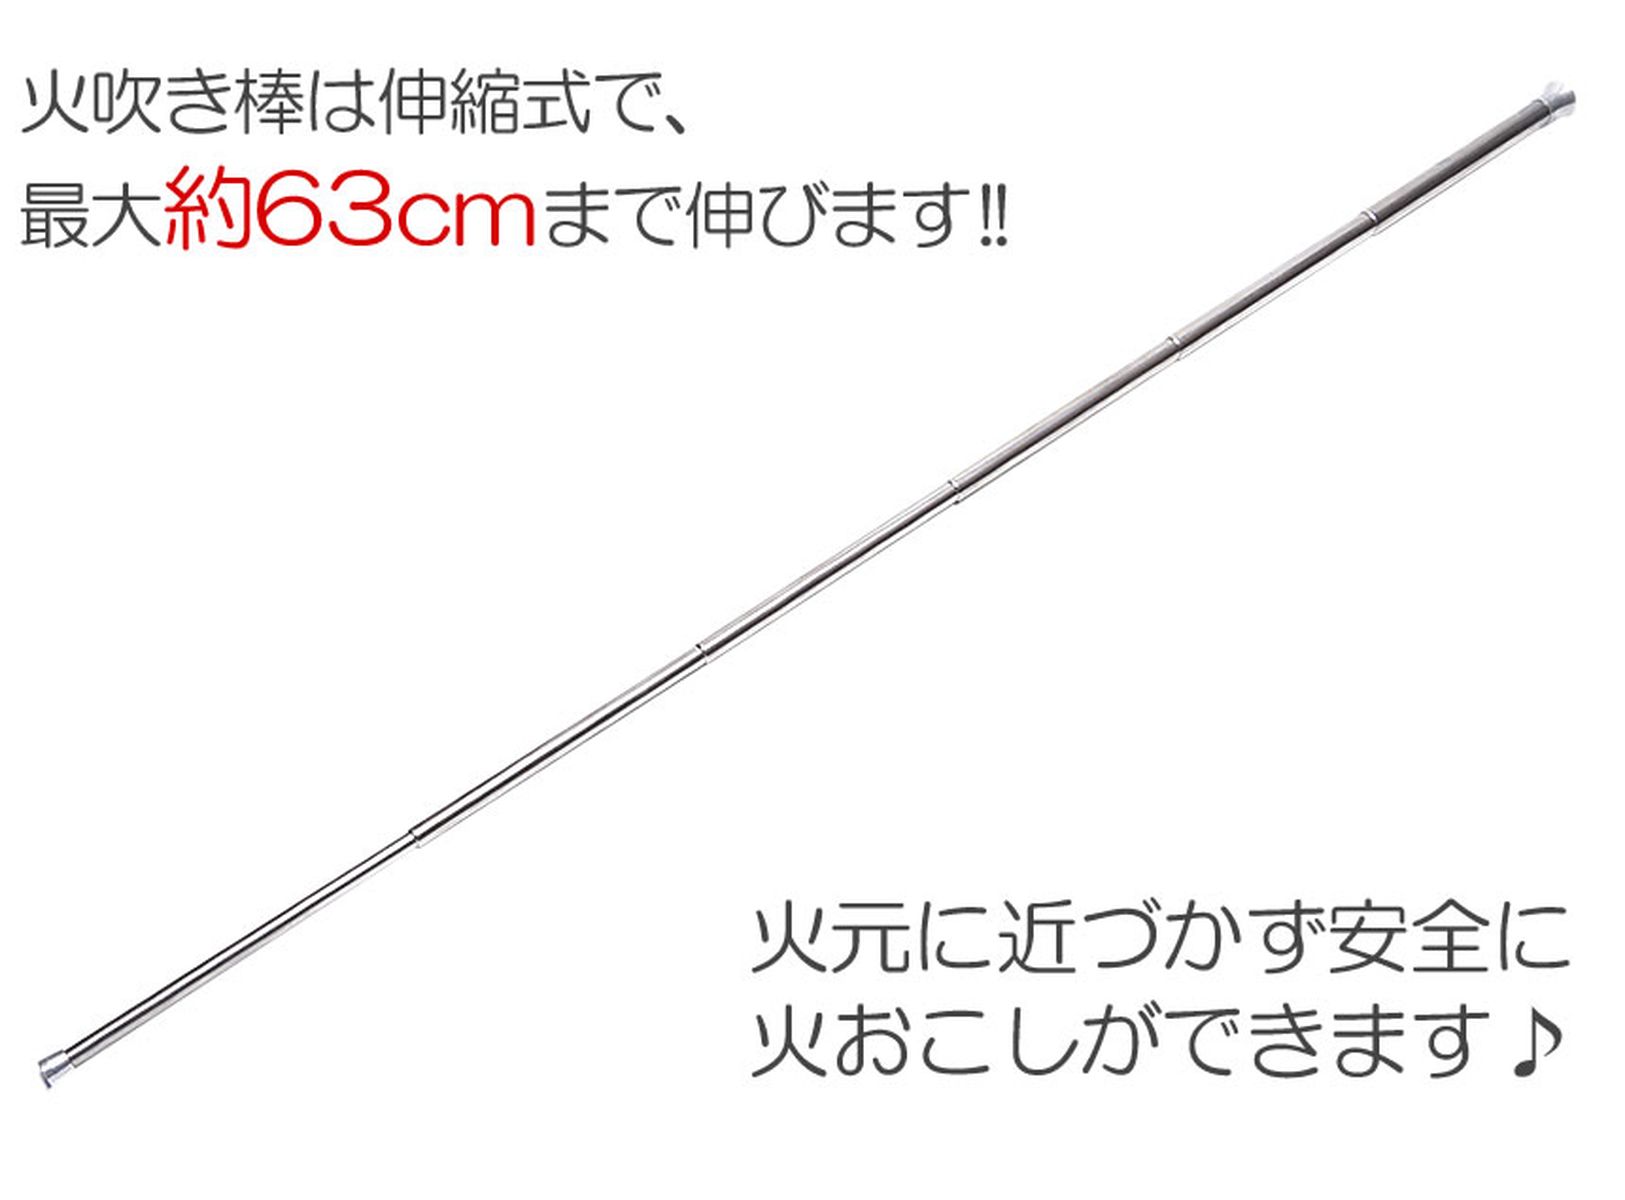 火吹き棒は伸縮式で、
最大約63cmまで伸びます!!
火元に近づかず安全に
火おこしができます♪